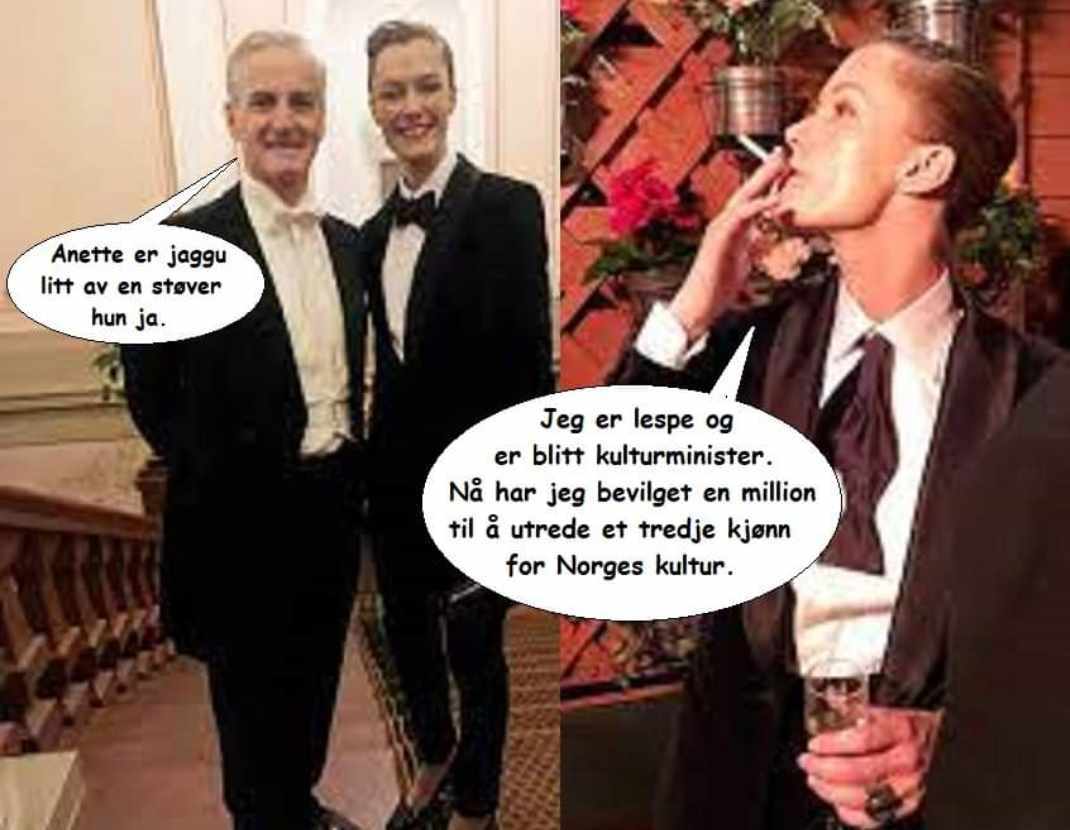 Anette er jaggu
litt av en støver
hun ja.
Jeg er lespe og
er blitt kulturminister.
Nå har jeg bevilget en million
til å utrede et tredje kjønn
for Norges kultur.